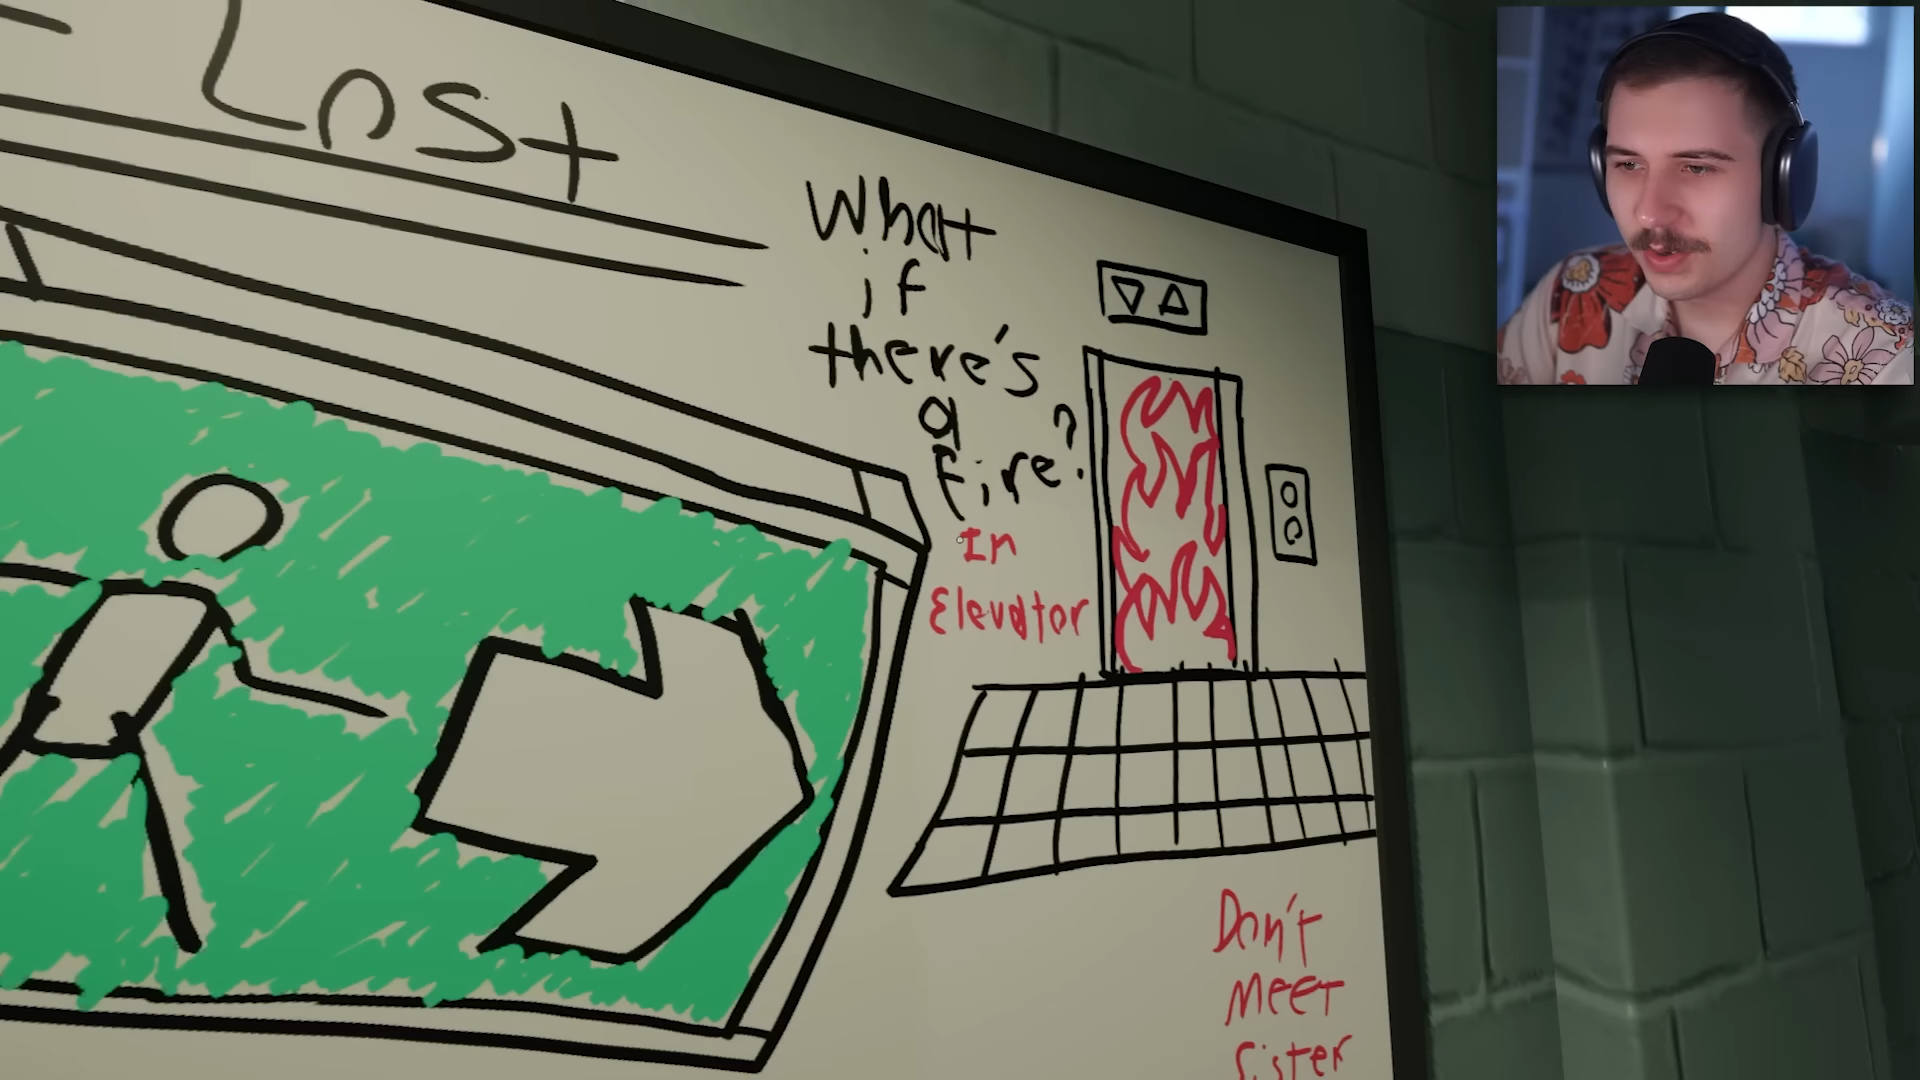 - Lost
What
if
there's
a
fire?
In
Elevator
Don't
MEET
Sister